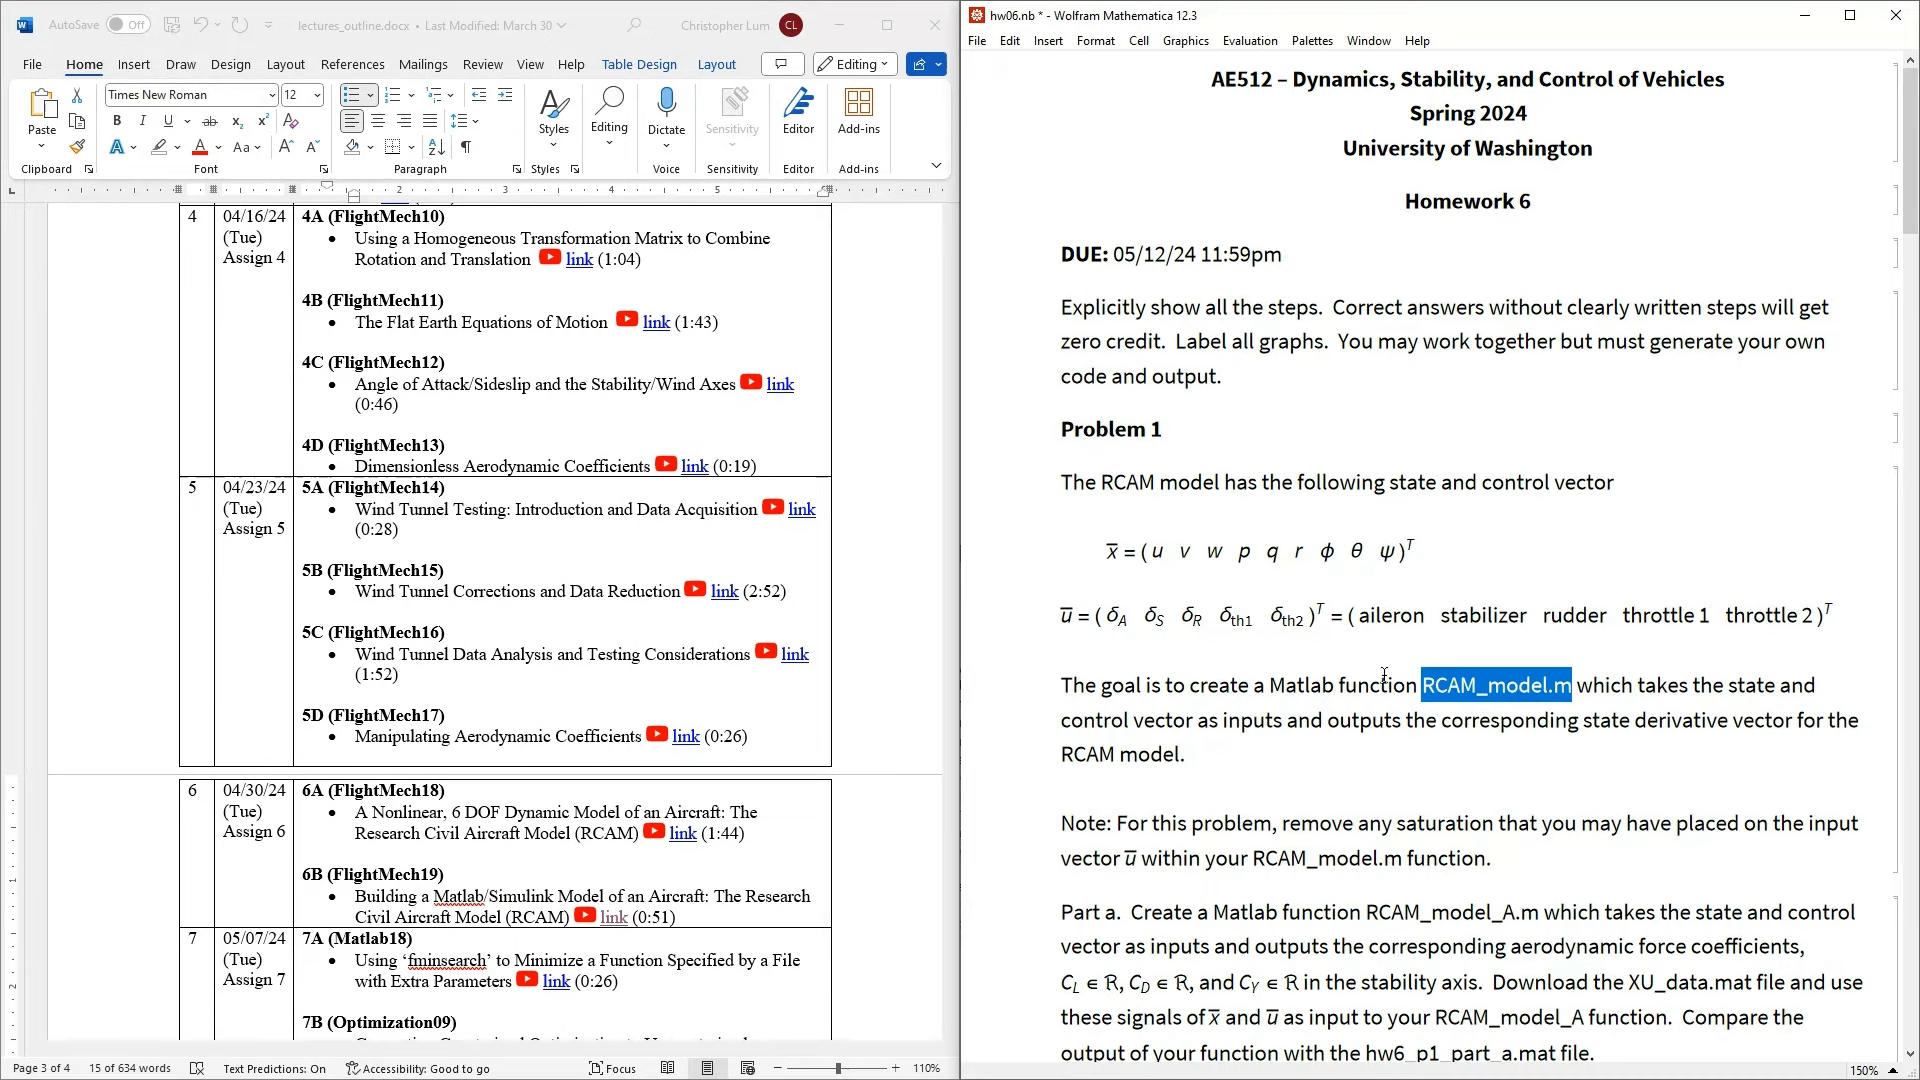 AutoSave Off lectures_outline.docx • Last Modified: March 30 Christopher Lum CL
File Home Insert Draw Design Layout References Mailings Review View Help Table Design Layout Editing
Times New Roman 12
Paste B I U ab x₂ x² A Aa A A Styles Editing Dictate Sensitivity Editor Add-ins
Clipboard Font Paragraph Styles Voice Sensitivity Editor Add-ins
2 3 4 5
4 04/16/24 (Tue) Assign 4
4A (FlightMech10)
• Using a Homogeneous Transformation Matrix to Combine
Rotation and Translation link (1:04)
4B (FlightMech11)
• The Flat Earth Equations of Motion link (1:43)
4C (FlightMech12)
• Angle of Attack/Sideslip and the Stability/Wind Axes link
(0:46)
4D (FlightMech13)
• Dimensionless Aerodynamic Coefficients link (0:19)
5 04/23/24 (Tue) Assign 5
5A (FlightMech14)
• Wind Tunnel Testing: Introduction and Data Acquisition link
(0:28)
5B (FlightMech15)
• Wind Tunnel Corrections and Data Reduction link (2:52)
5C (FlightMech16)
• Wind Tunnel Data Analysis and Testing Considerations link
(1:52)
5D (FlightMech17)
• Manipulating Aerodynamic Coefficients link (0:26)
6 04/30/24 (Tue) Assign 6
6A (FlightMech18)
• A Nonlinear, 6 DOF Dynamic Model of an Aircraft: The
Research Civil Aircraft Model (RCAM) link (1:44)
6B (FlightMech19)
• Building a Matlab/Simulink Model of an Aircraft: The Research
Civil Aircraft Model (RCAM) link (0:51)
7 05/07/24 (Tue) Assign 7
7A (Matlab18)
• Using ‘fminsearch’ to Minimize a Function Specified by a File
with Extra Parameters link (0:26)
7B (Optimization09)
Page 3 of 4 15 of 634 words Text Predictions: On Accessibility: Good to go Focus 110%
hw06.nb * - Wolfram Mathematica 12.3
File Edit Insert Format Cell Graphics Evaluation Palettes Window Help
AE512 – Dynamics, Stability, and Control of Vehicles
Spring 2024
University of Washington
Homework 6
DUE: 05/12/24 11:59pm
Explicitly show all the steps. Correct answers without clearly written steps will get
zero credit. Label all graphs. You may work together but must generate your own
code and output.
Problem 1
The RCAM model has the following state and control vector
x̅ = ( u v w p q r ϕ θ ψ )ᵀ
u̅ = ( δ_A δ_S δ_R δ_th1 δ_th2 )ᵀ = ( aileron stabilizer rudder throttle 1 throttle 2 )ᵀ
The goal is to create a Matlab function RCAM_model.m which takes the state and
control vector as inputs and outputs the corresponding state derivative vector for the
RCAM model.
Note: For this problem, remove any saturation that you may have placed on the input
vector u̅ within your RCAM_model.m function.
Part a. Create a Matlab function RCAM_model_A.m which takes the state and control
vector as inputs and outputs the corresponding aerodynamic force coefficients,
C_L ∈ ℝ, C_D ∈ ℝ, and C_Y ∈ ℝ in the stability axis. Download the XU_data.mat file and use
these signals of x̅ and u̅ as input to your RCAM_model_A function. Compare the
output of your function with the hw6_p1_part_a.mat file.
150%